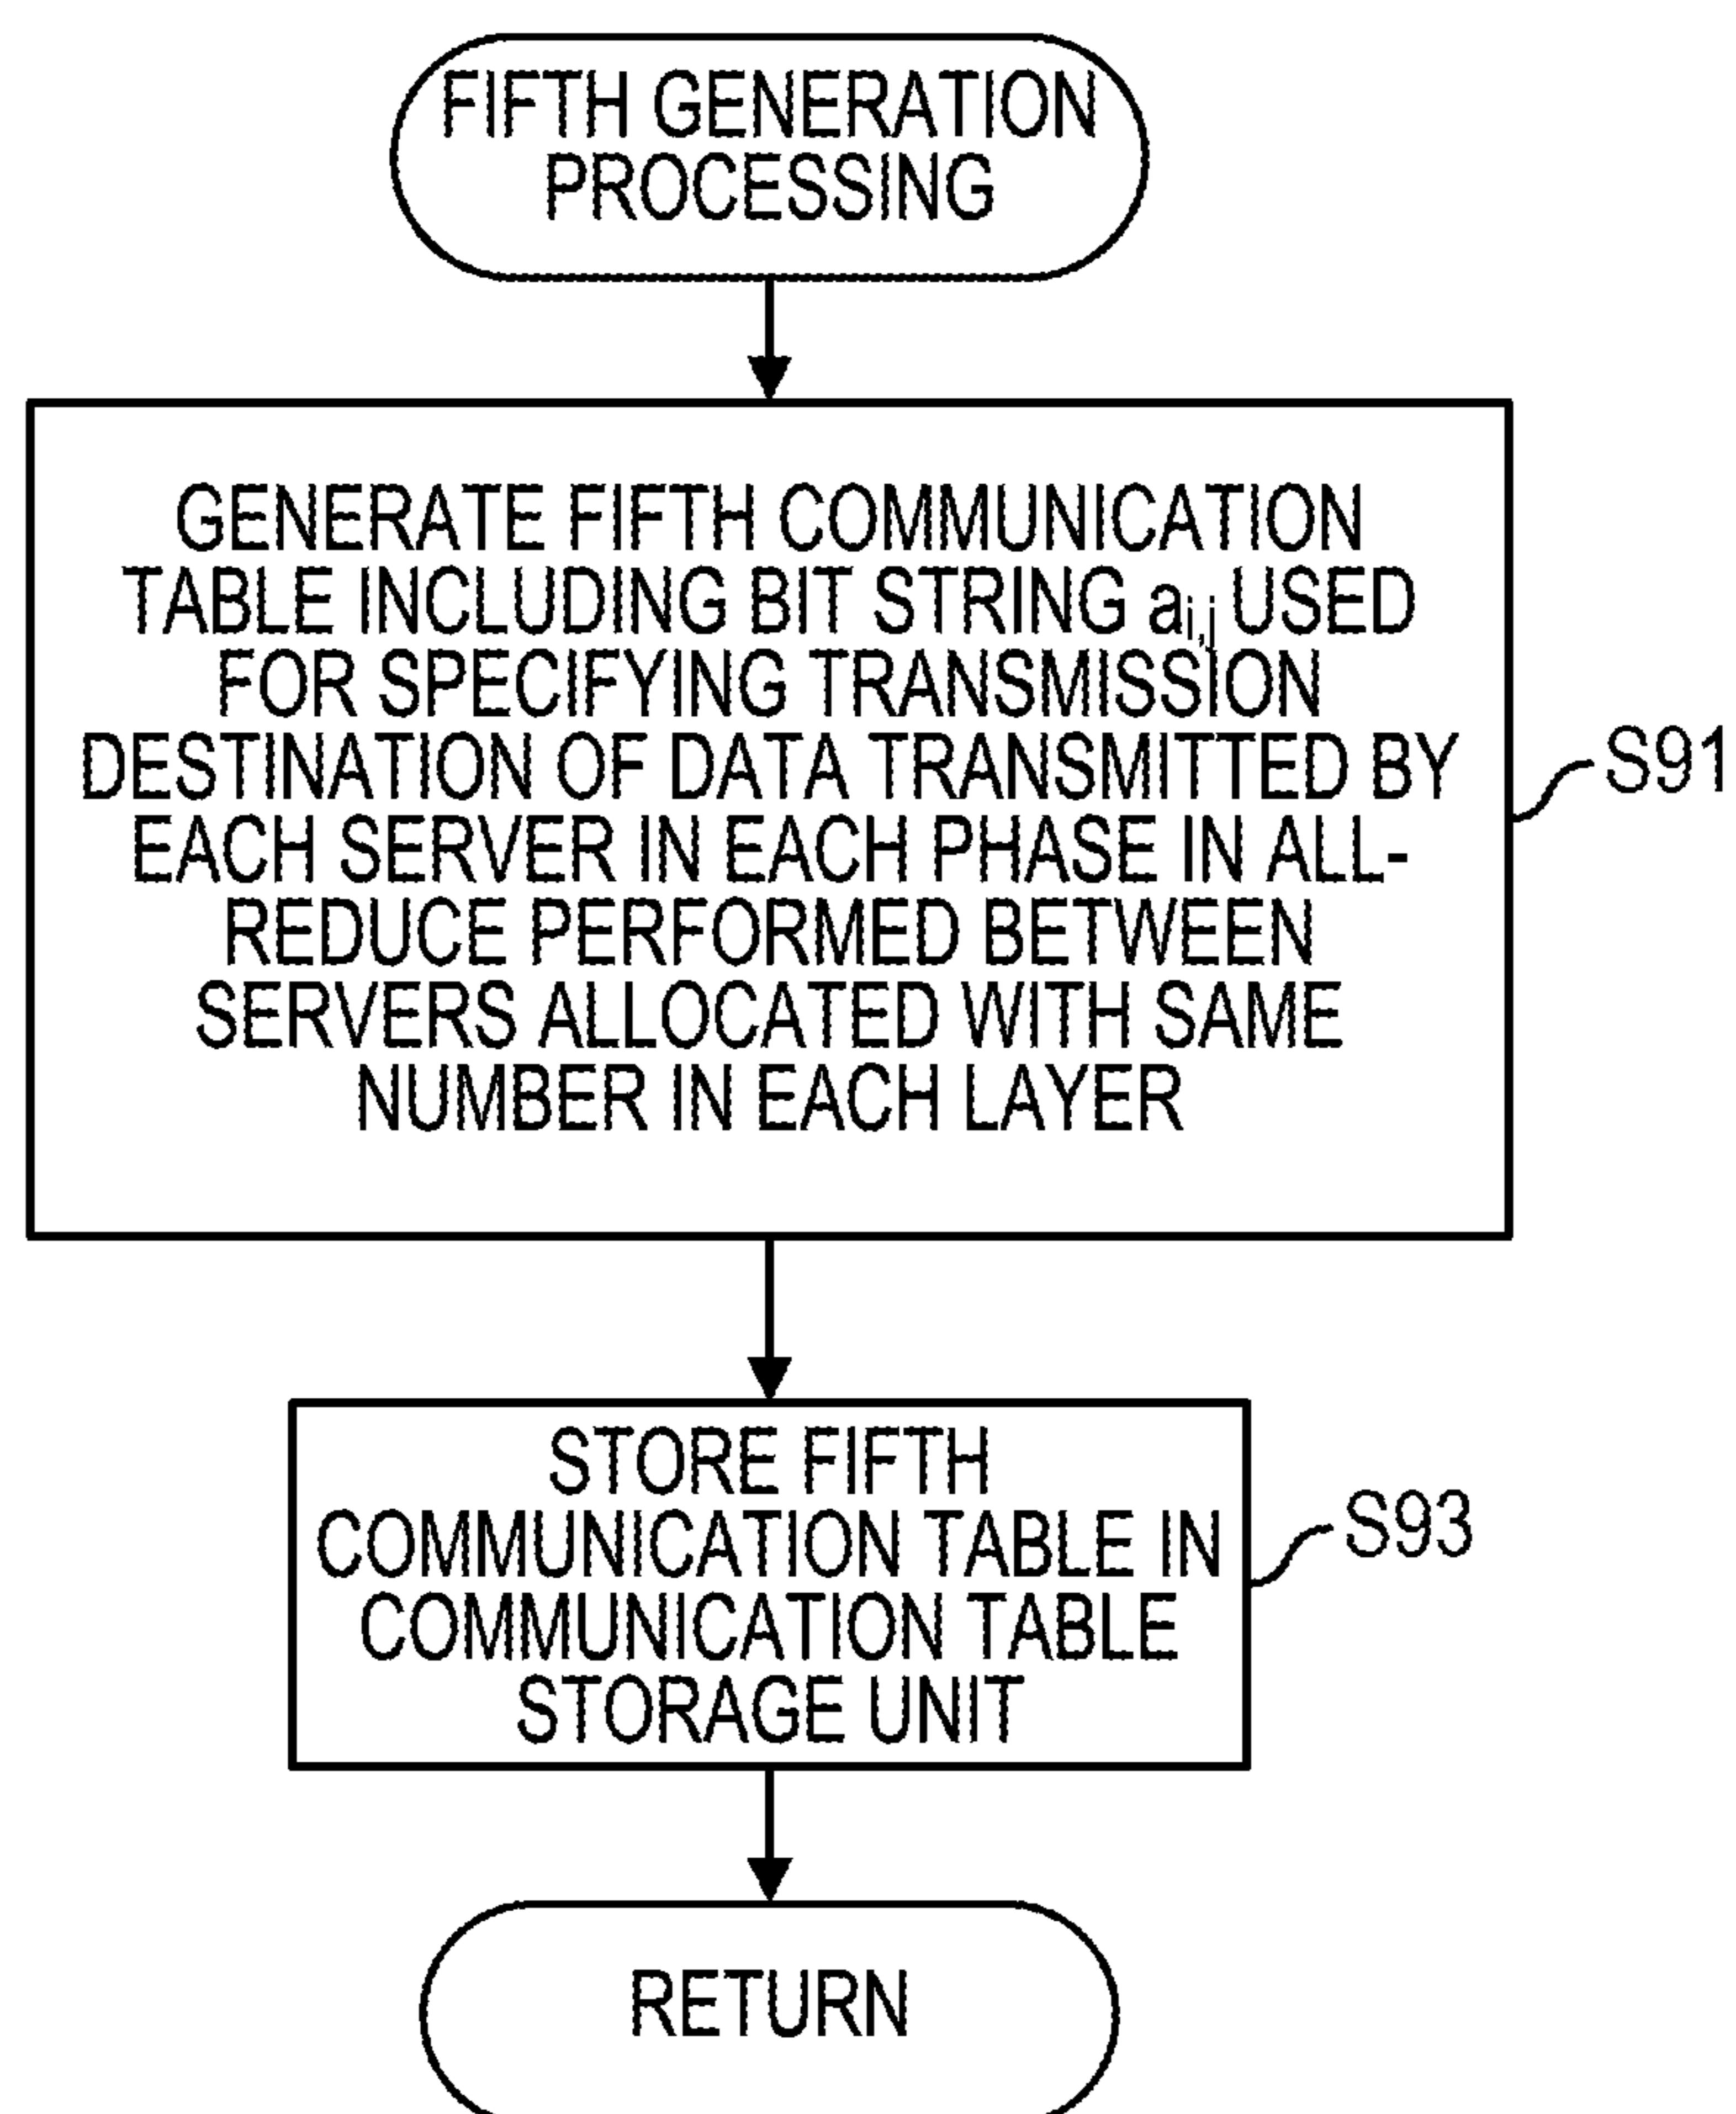 FIFTH GENERATION
PROCESSING
GENERATE FIFTH COMMUNICATION
TABLE INCLUDING BIT STRING ai,j USED
FOR SPECIFYING TRANSMISSION
DESTINATION OF DATA TRANSMITTED BY
EACH SERVER IN EACH PHASE IN ALL-
REDUCE PERFORMED BETWEEN
SERVERS ALLOCATED WITH SAME
NUMBER IN EACH LAYER
S91
STORE FIFTH
COMMUNICATION TABLE IN
COMMUNICATION TABLE
STORAGE UNIT
S93
RETURN